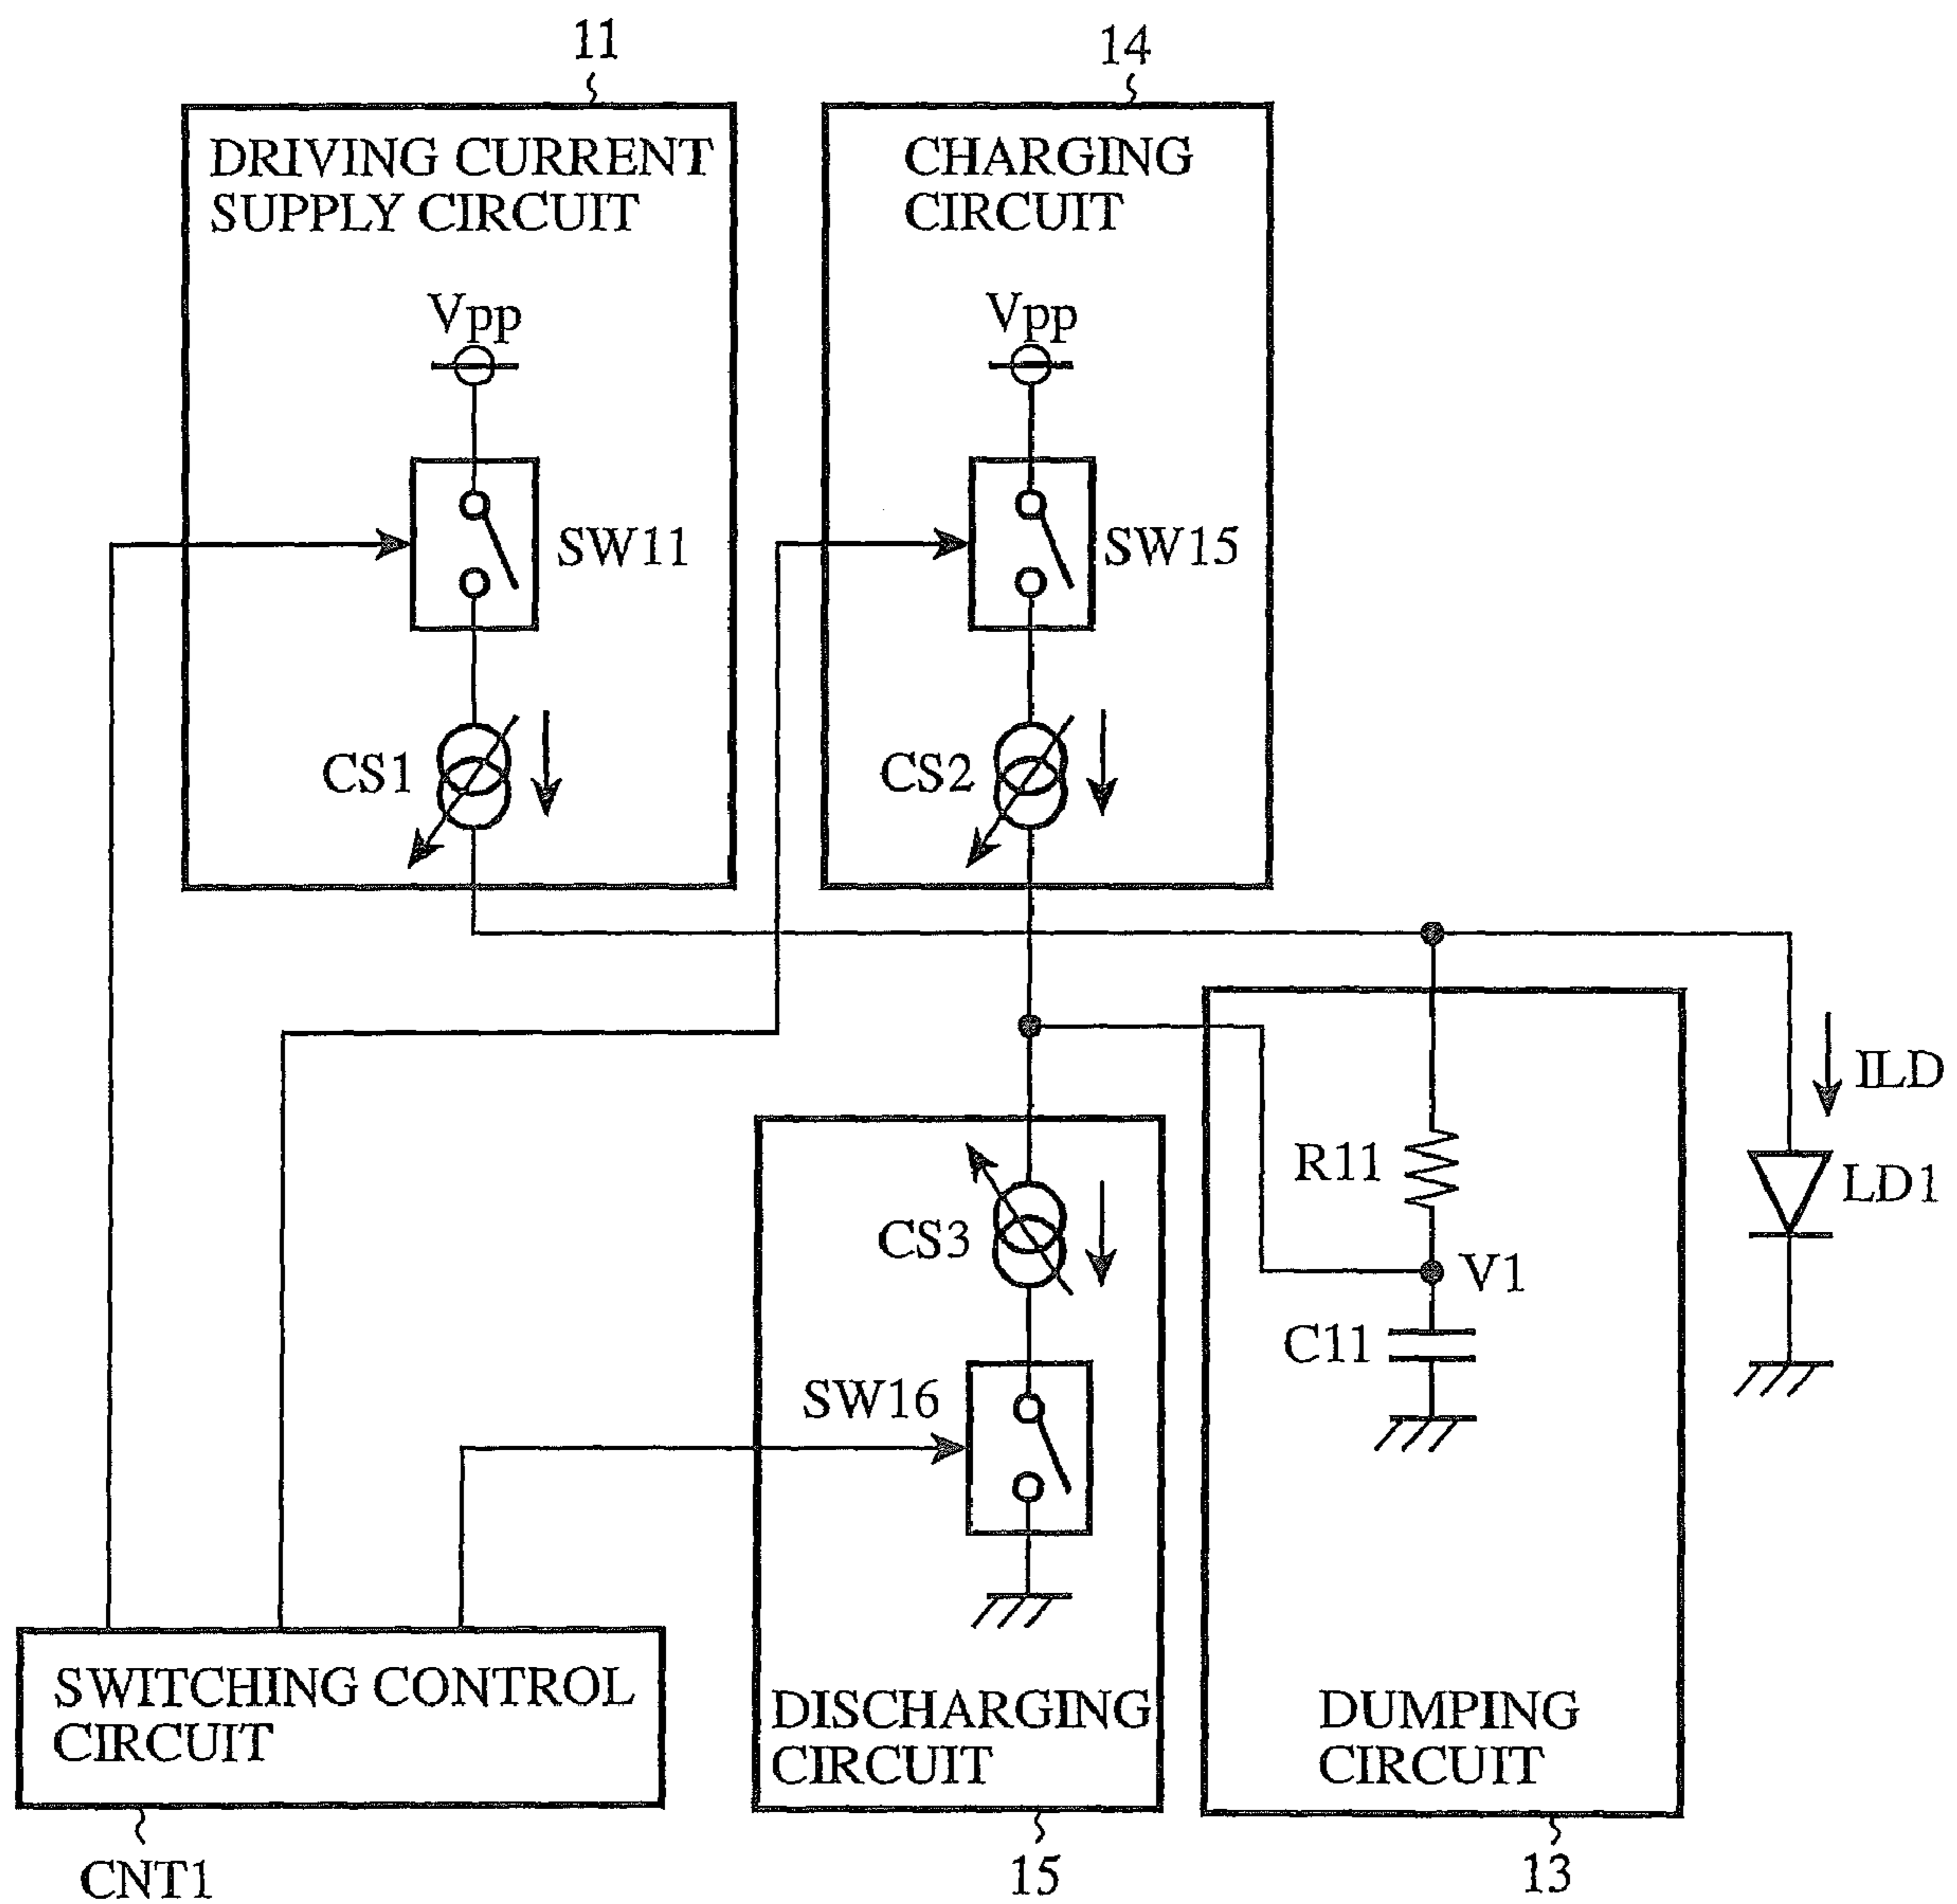 11
14
DRIVING CURRENT
SUPPLY CIRCUIT
CHARGING
CIRCUIT
Vpp
Vpp
SW11
SW15
CS1
CS2
ILD
R11
LD1
CS3
V1
C11
SW16
SWITCHING CONTROL
CIRCUIT
DISCHARGING
CIRCUIT
DUMPING
CIRCUIT
CNT1
15
13